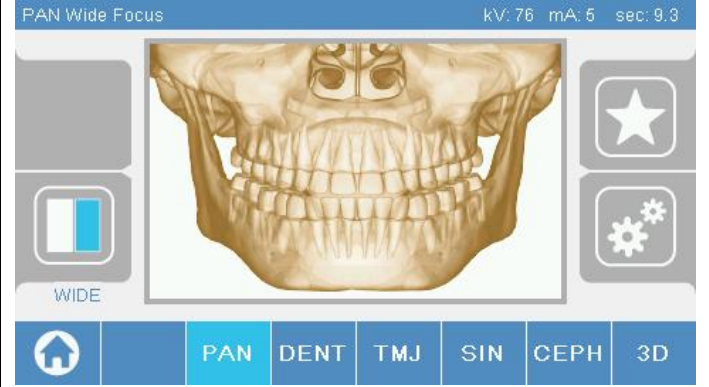 PAN Wide Focus kV: 76 mA: 5 sec: 9.3
WIDE
PAN DENT TMJ SIN CEPH 3D